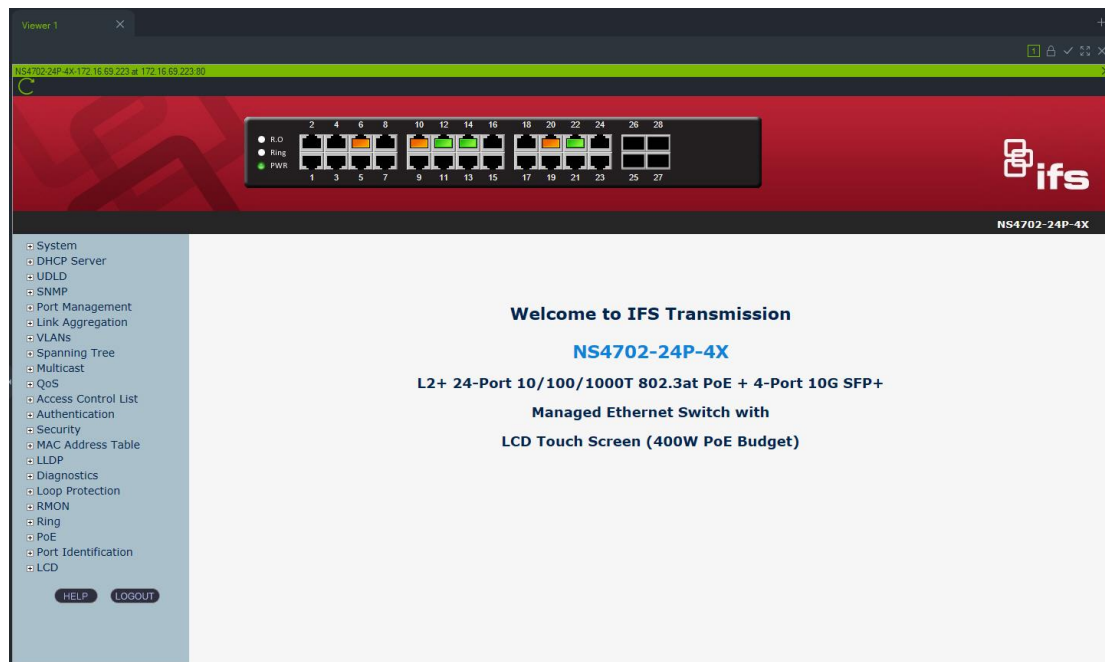 Viewer 1
1
NS4702-24P-4X-172.16.69.223 at 172.16.69.223:80
2 4 6 8 10 12 14 16 18 20 22 24 26 28
R.O
Ring
PWR
1 3 5 7 9 11 13 15 17 19 21 23 25 27
ifs
NS4702-24P-4X
System
DHCP Server
UDLD
SNMP
Port Management
Link Aggregation
VLANs
Spanning Tree
Multicast
QoS
Access Control List
Authentication
Security
MAC Address Table
LLDP
Diagnostics
Loop Protection
RMON
Ring
PoE
Port Identification
LCD
HELP LOGOUT
Welcome to IFS Transmission
NS4702-24P-4X
L2+ 24-Port 10/100/1000T 802.3at PoE + 4-Port 10G SFP+
Managed Ethernet Switch with
LCD Touch Screen (400W PoE Budget)